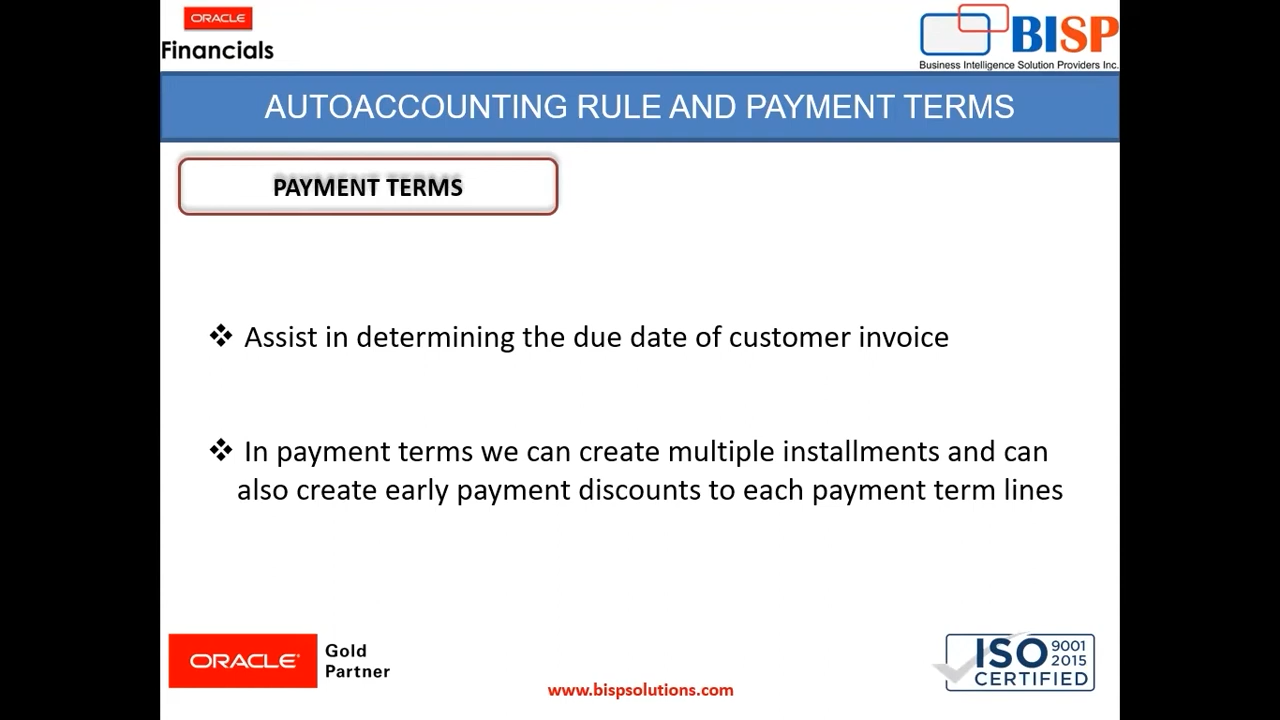 ORACLE
Financials
BISP
Business Intelligence Solution Providers Inc.
AUTOACCOUNTING RULE AND PAYMENT TERMS
PAYMENT TERMS
❖ Assist in determining the due date of customer invoice
❖ In payment terms we can create multiple installments and can
also create early payment discounts to each payment term lines
ORACLE®
Gold
Partner
www.bispsolutions.com
ISO 9001
2015
CERTIFIED